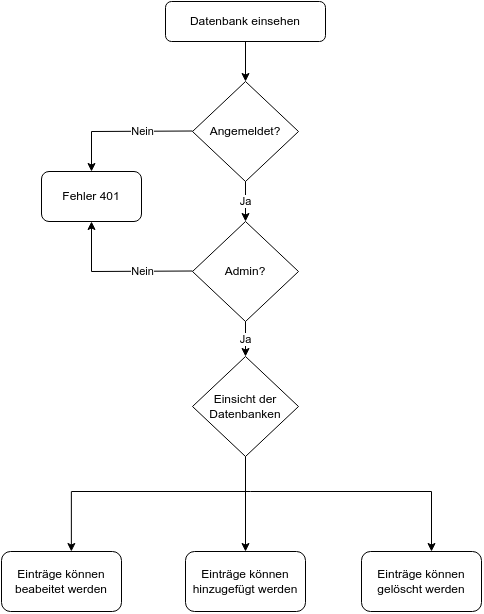 Datenbank einsehen
Angemeldet?
Nein
Fehler 401
Ja
Admin?
Nein
Ja
Einsicht der
Datenbanken
Einträge können
beabeitet werden
Einträge können
hinzugefügt werden
Einträge können
gelöscht werden